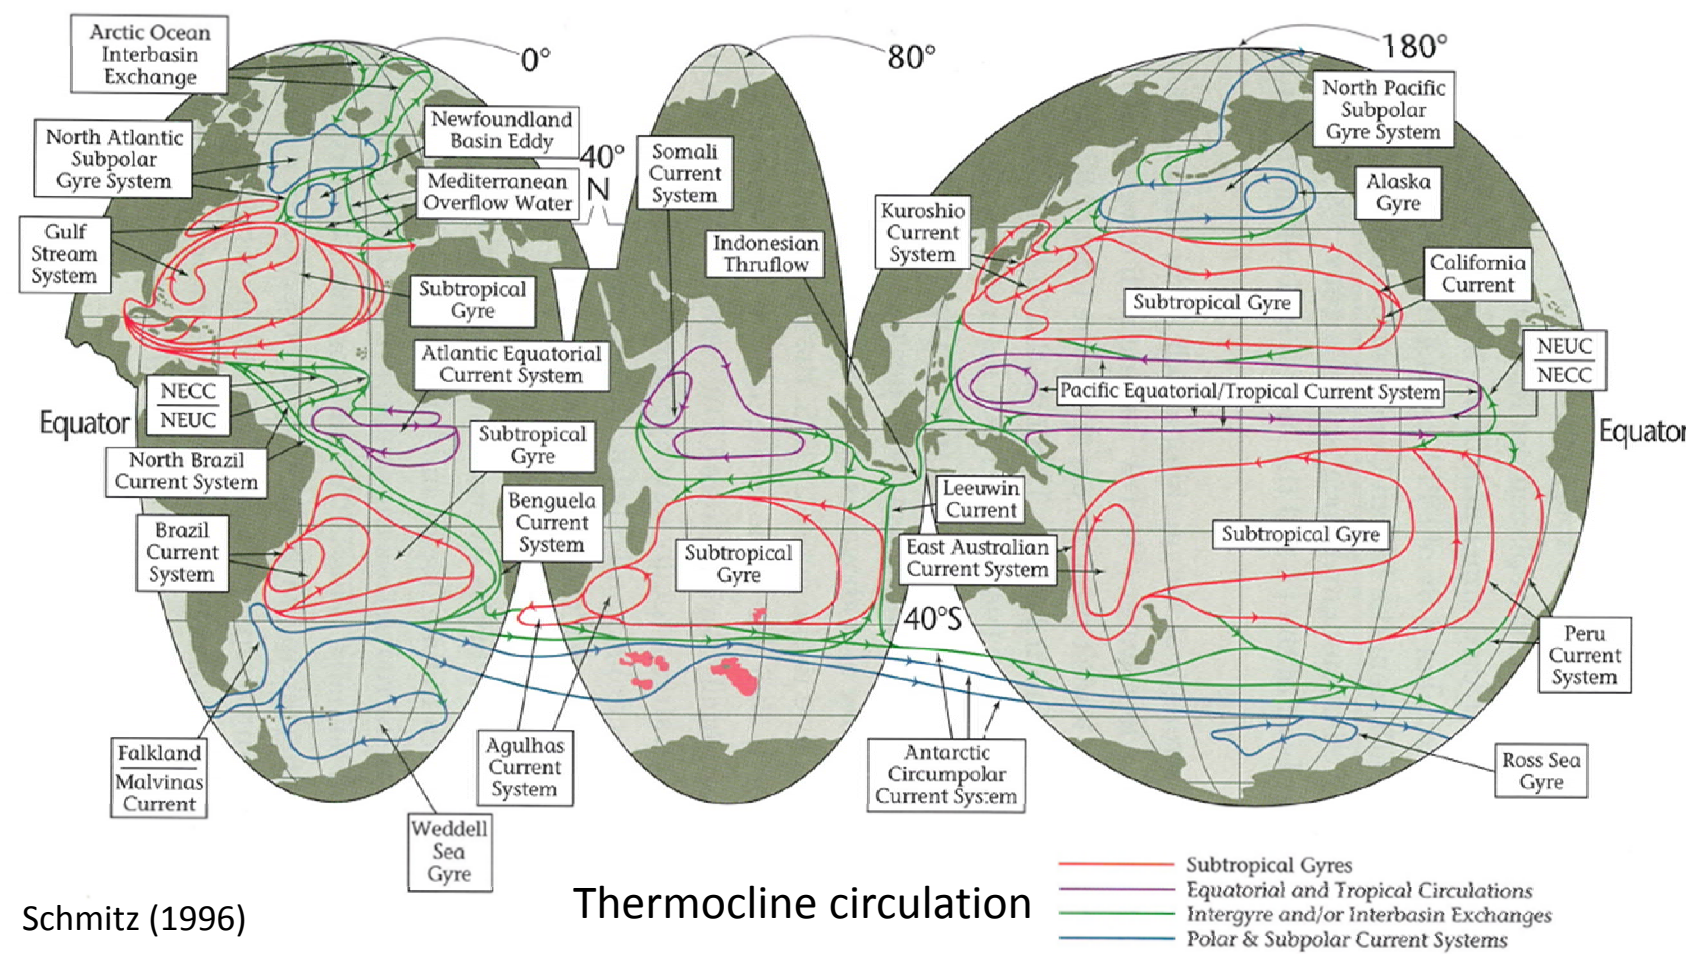 Arctic Ocean
Interbasin
Exchange
0°
80°
180°
North Pacific
Subpolar
Gyre System
Newfoundland
Basin Eddy
North Atlantic
Subpolar
Gyre System
40°
N
Somali
Current
System
Mediterranean
Overflow Water
Alaska
Gyre
Kuroshio
Current
System
Gulf
Stream
System
Indonesian
Thruflow
California
Current
Subtropical
Gyre
Subtropical Gyre
Atlantic Equatorial
Current System
NEUC
NECC
NECC
NEUC
Pacific Equatorial/Tropical Current System
Equator
Equator
Subtropical
Gyre
North Brazil
Current System
Benguela
Current
System
Leeuwin
Current
Brazil
Current
System
Subtropical
Gyre
East Australian
Current System
Subtropical Gyre
40°S
Peru
Current
System
Falkland
Malvinas
Current
Agulhas
Current
System
Antarctic
Circumpolar
Current System
Ross Sea
Gyre
Weddell
Sea
Gyre
Subtropical Gyres
Equatorial and Tropical Circulations
Intergyre and/or Interbasin Exchanges
Polar & Subpolar Current Systems
Thermocline circulation
Schmitz (1996)